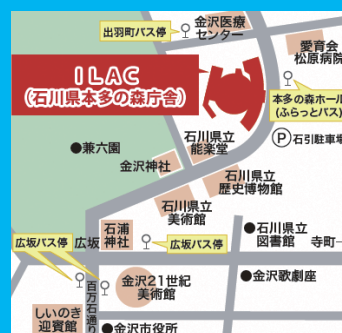 出羽町バス停
金沢医療
センター
愛育会
松原病院
ILAC
(石川県本多の森庁舎)
本多の森ホール
(ふらっとバス)
石川県立
能楽堂
P石引駐車場
●兼六園
金沢神社
石川県立
歴史博物館
石川県立
美術館
石浦
神社
●石川県立
図書館
寺町
広坂バス停
広坂
広坂バス停
金沢21世紀
美術館
●金沢歌劇座
百万石通り
しいのき
迎賓館
●金沢市役所